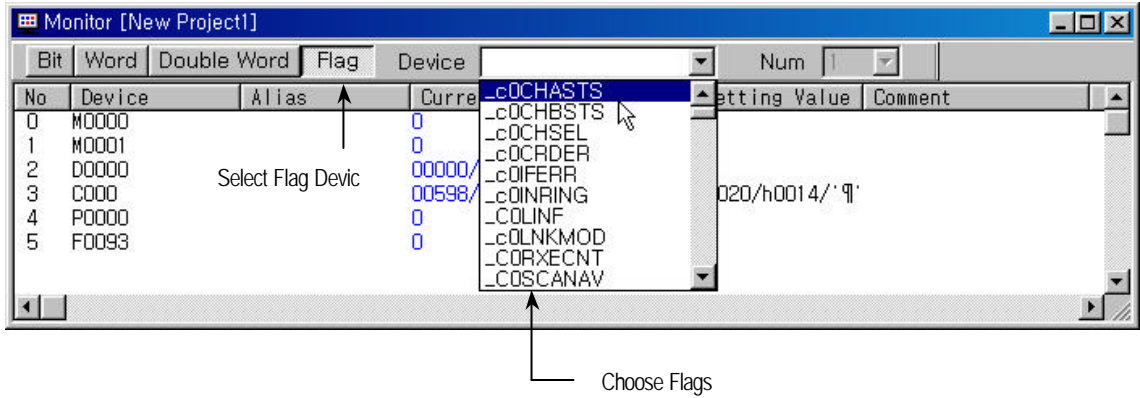 Monitor [New Project1]
Bit Word Double Word Flag Device Num 1
No Device Alias Curre etting Value Comment
0 M0000 0
1 M0001 0
2 D0000 00000/
3 C000 00598/ 020/h0014/'¶'
4 P0000 0
5 F0093 0
_c0CHASTS
_c0CHBSTS
_c0CHSEL
_c0CRDER
_c0IFERR
_c0INRING
_C0LINF
_c0LNKMOD
_C0RXECNT
_C0SCANAV
Select Flag Devic
Choose Flags